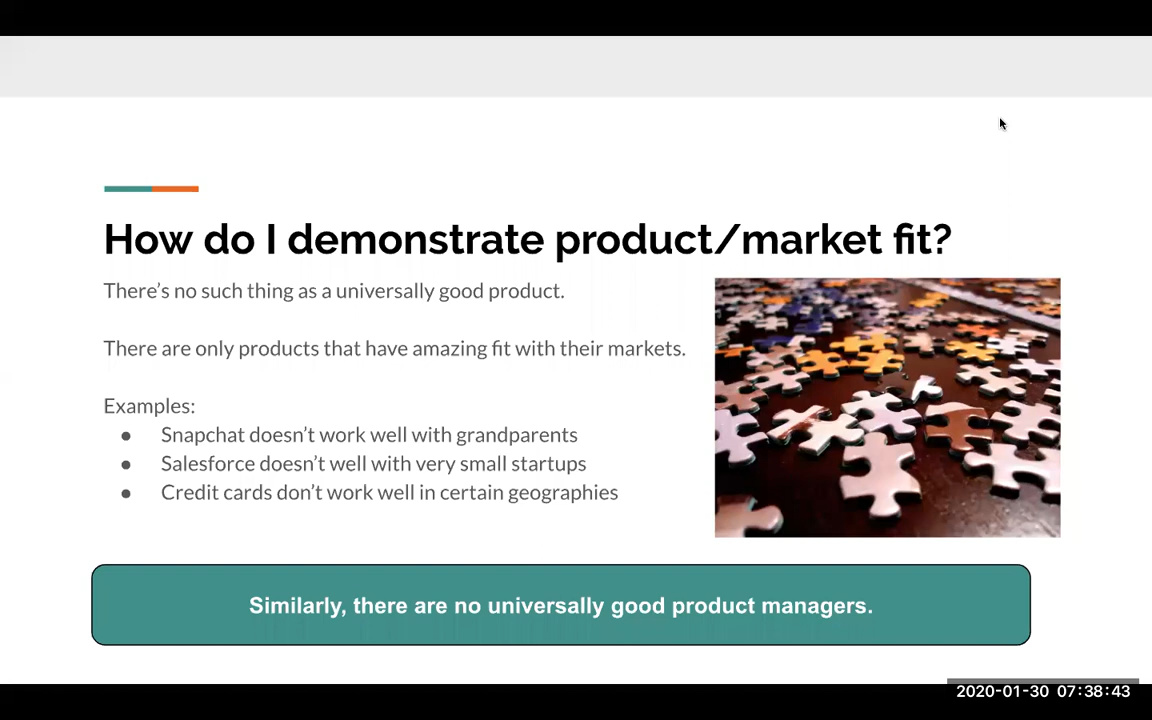 How do I demonstrate product/market fit?
There's no such thing as a universally good product.
There are only products that have amazing fit with their markets.
Examples:
● Snapchat doesn't work well with grandparents
● Salesforce doesn't well with very small startups
● Credit cards don't work well in certain geographies
Similarly, there are no universally good product managers.
2020-01-30 07:38:43